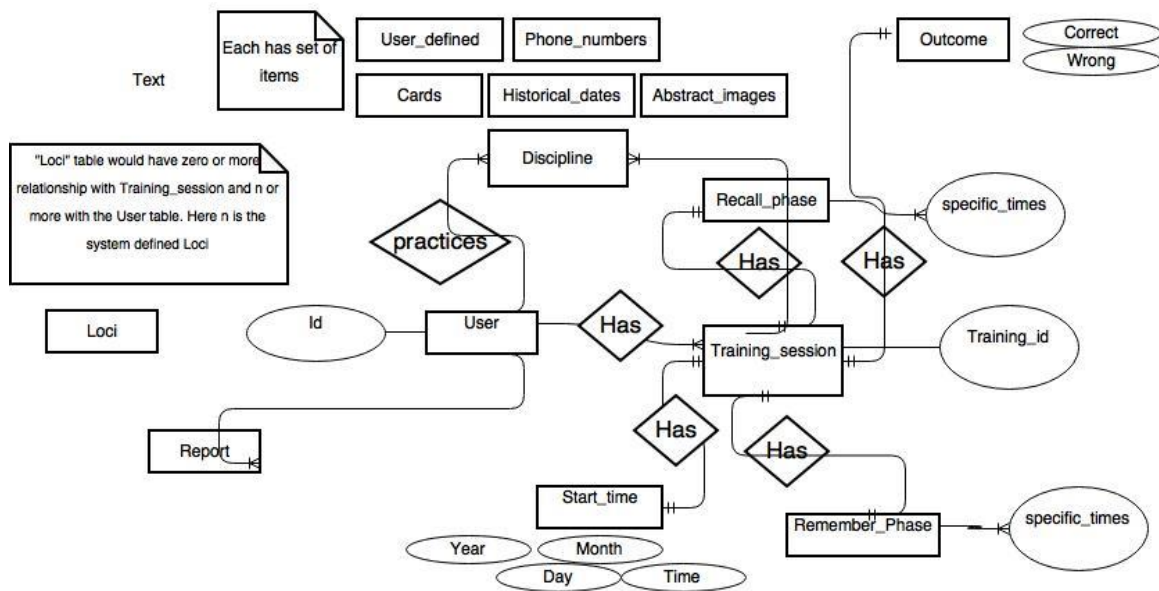 Each has set of
items
User_defined
Phone_numbers
Outcome
Correct
Wrong
Text
Cards
Historical_dates
Abstract_images
"Loci" table would have zero or more
relationship with Training_session and n or
more with the User table. Here n is the
system defined Loci
Discipline
Recall_phase
specific_times
practices
Has
Has
Loci
Id
User
Has
Training_session
Training_id
Report
Has
Has
Start_time
Remember_Phase
specific_times
Year
Month
Day
Time